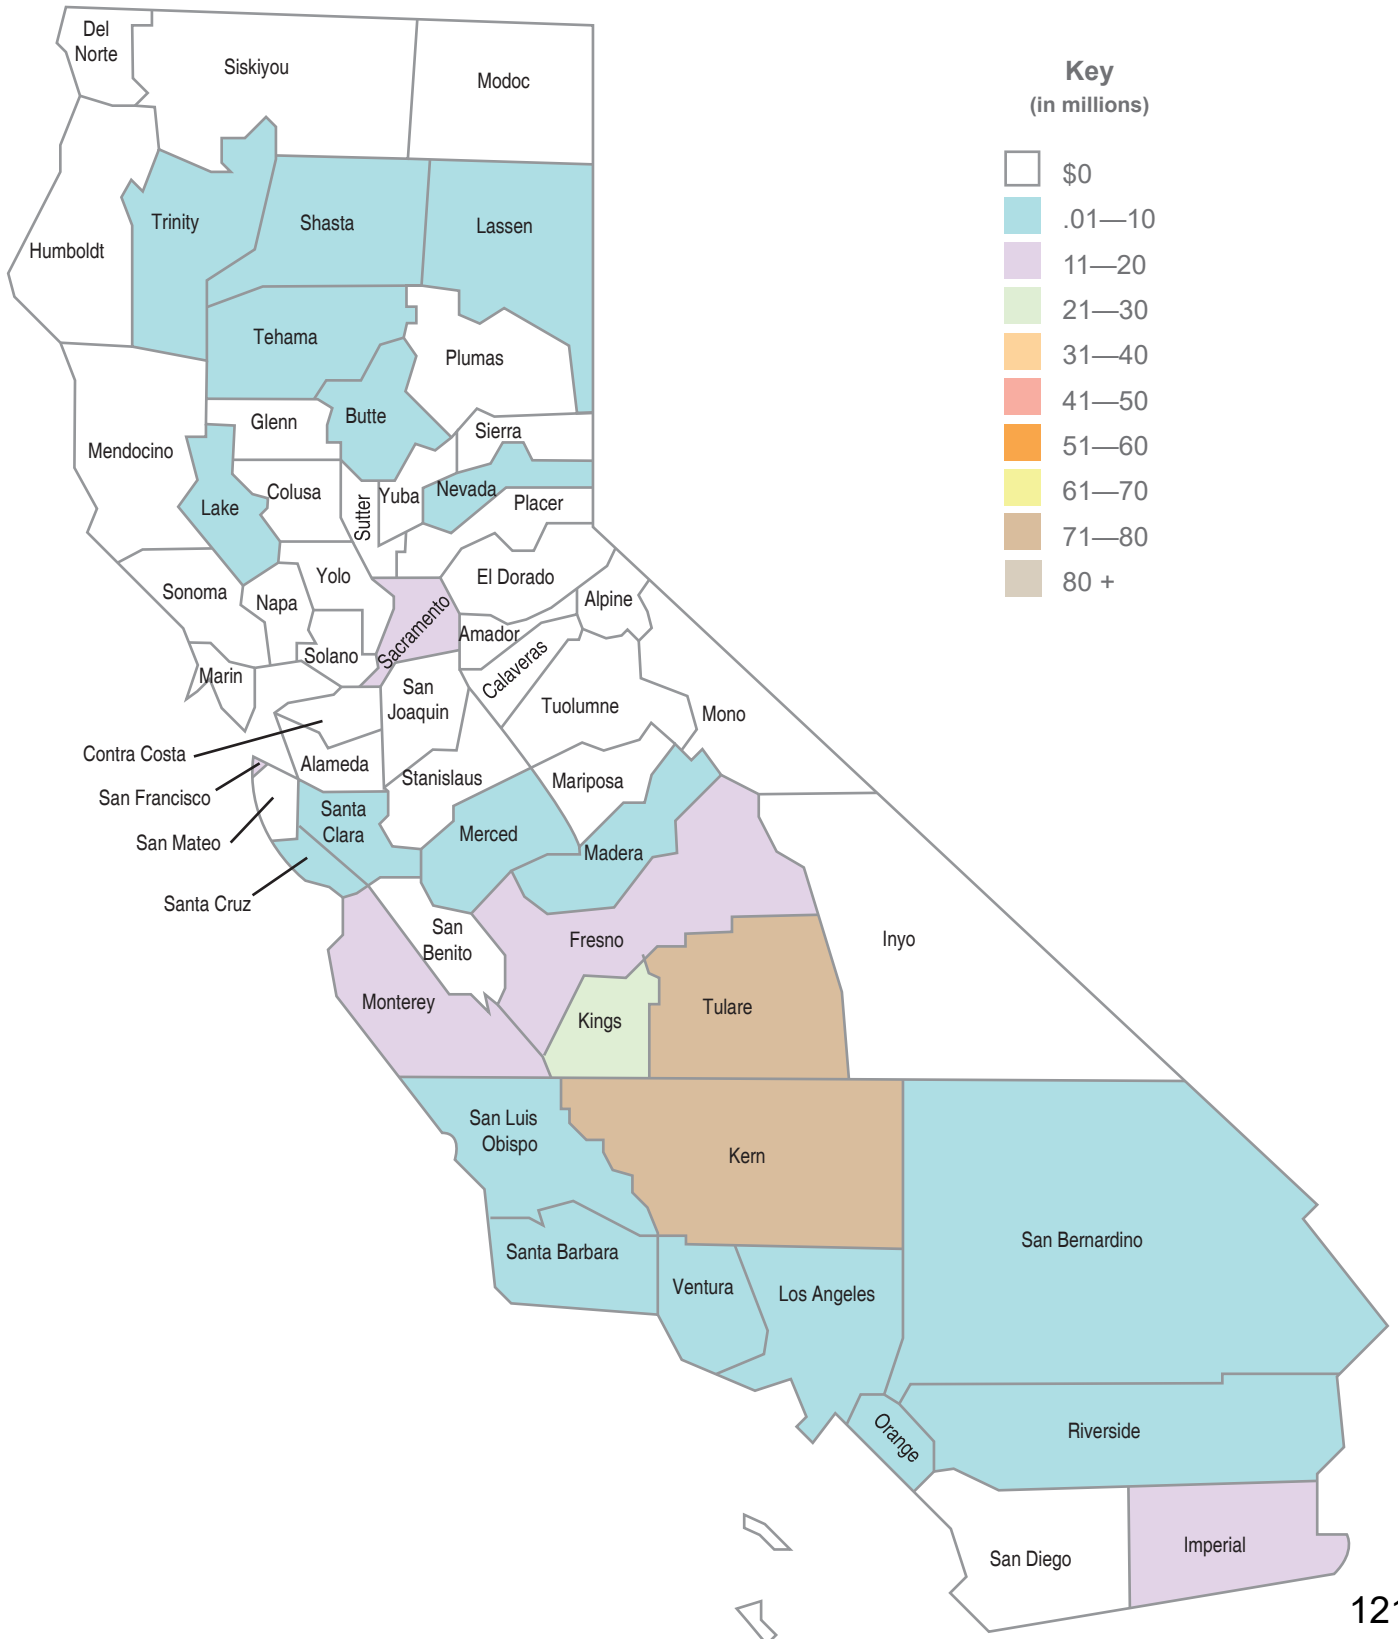 Del
Norte
Siskiyou
Modoc
Key
(in millions)
$0
.01—10
11—20
21—30
31—40
41—50
51—60
61—70
71—80
80 +
Trinity
Shasta
Lassen
Humboldt
Tehama
Plumas
Glenn
Butte
Sierra
Mendocino
Lake
Colusa
Sutter
Yuba
Nevada
Placer
Sonoma
Napa
Yolo
El Dorado
Alpine
Sacramento
Amador
Solano
Marin
Calaveras
San
Joaquin
Tuolumne
Mono
Contra Costa
Alameda
Stanislaus
Mariposa
San Francisco
San Mateo
Santa
Clara
Merced
Madera
Santa Cruz
San
Benito
Fresno
Inyo
Monterey
Kings
Tulare
San Luis
Obispo
Kern
Santa Barbara
Ventura
Los Angeles
San Bernardino
Orange
Riverside
San Diego
Imperial
121